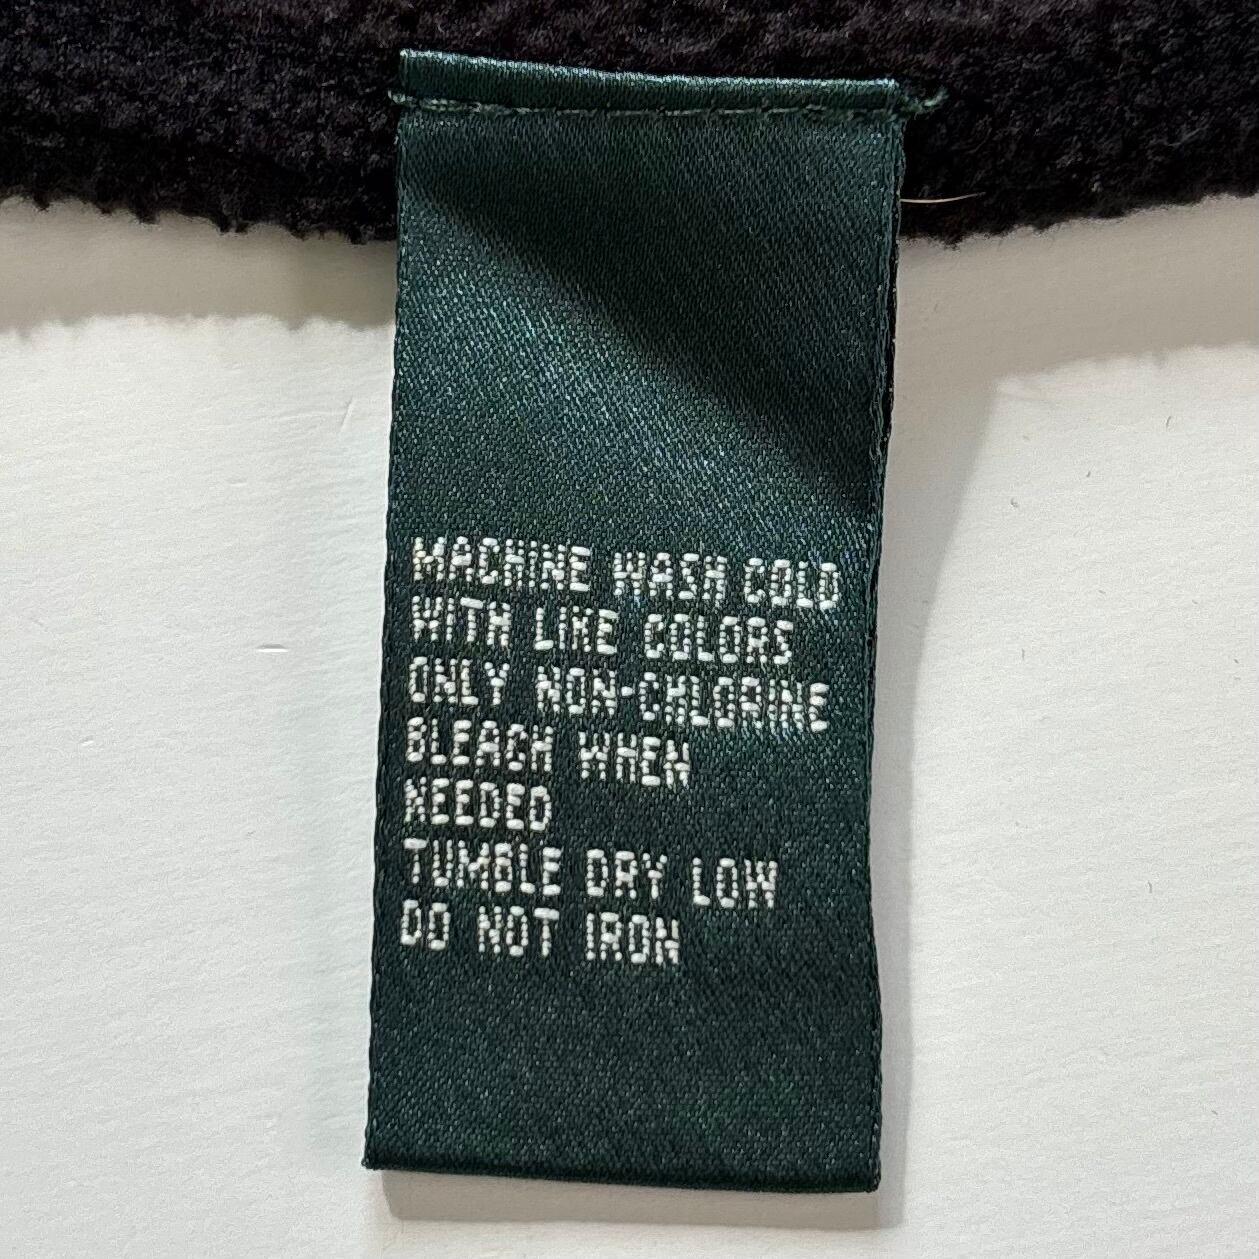 MACHINE WASH COLD
WITH LIKE COLORS
ONLY NON-CHLORINE
BLEACH WHEN
NEEDED
TUMBLE DRY LOW
DO NOT IRON